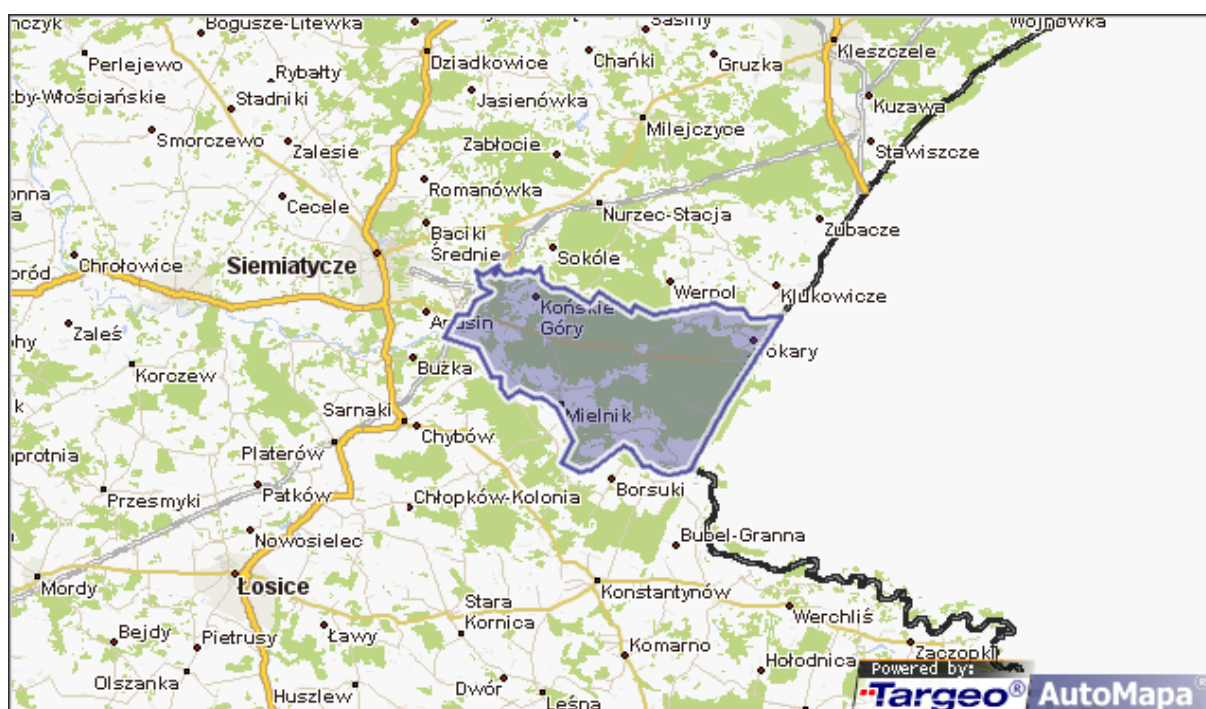 Bogusze-Litewka
Sasiny
Wojnówka
Perlejewo
Dziadkowice
Chańki
Gruzka
Kleszczele
Rybałty
Stadniki
Jasienówka
Kuzawa
Smorczewo
Zalesie
Zabłocie
Milejczyce
Stawiszcze
Romanówka
Cecele
Nurzec-Stacja
Zubacze
Baciki
Średnie
Siemiatycze
Sokóle
Chrołowice
Werpol
Klukowicze
Końskie
Góry
Anusin
Zaleś
Tokary
Korczew
Bużka
Sarnaki
Mielnik
Chybów
Platerów
Przesmyki
Patków
Chłopków-Kolonia
Borsuki
Nowosielec
Bubel-Granna
Mordy
Łosice
Konstantynów
Stara
Kornica
Werchliś
Bejdy
Pietrusy
Ławy
Komarno
Zaczopki
Olszanka
Hołodnica
Huszlew
Dwór
Leśna
Powered by:
Targeo® AutoMapa®